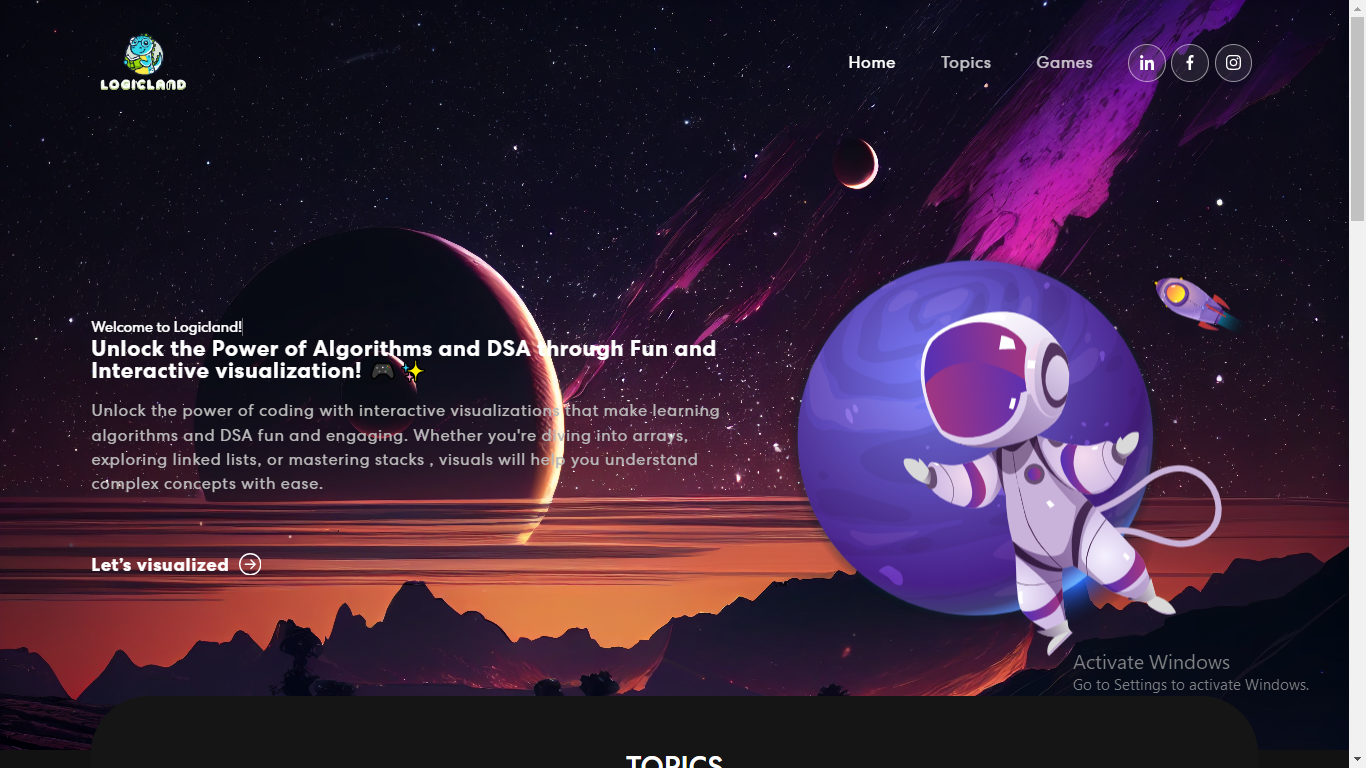 LOGICLAND
Home
Topics
Games
in
f
Welcome to Logicland!
Unlock the Power of Algorithms and DSA through Fun and
Interactive visualization! 🎮 ✨
Unlock the power of coding with interactive visualizations that make learning
algorithms and DSA fun and engaging. Whether you're diving into arrays,
exploring linked lists, or mastering stacks , visuals will help you understand
complex concepts with ease.
Let's visualized
Activate Windows
Go to Settings to activate Windows.
TOPICS